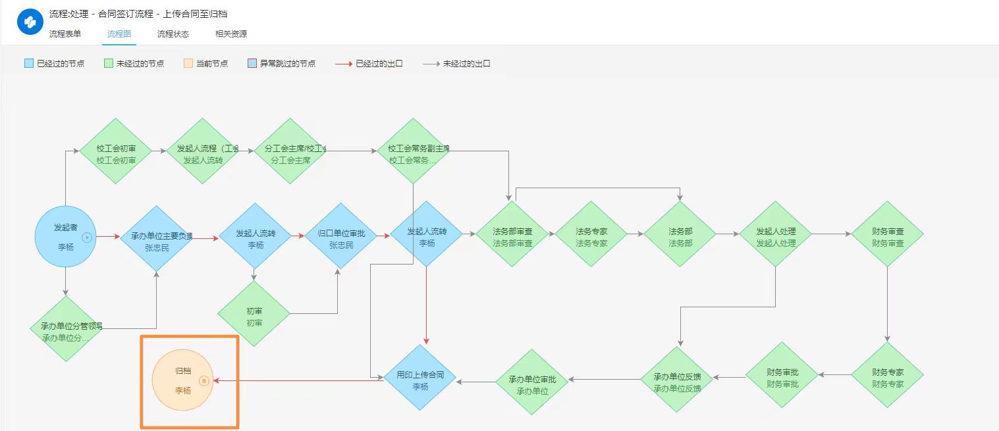 流程:处理 - 合同签订流程 - 上传合同至归档
流程表单 流程图 流程状态 相关资源
已经过的节点 未经过的节点 当前节点 异常跳过的节点 已经过的出口 未经过的出口
校工会初审
校工会初审
发起人流程（工会
发起人流转
分工会主席/校工会
分工会主席
校工会常务副主席
校工会常务...
发起者
李杨
承办单位主要负责
张忠民
发起人流转
李杨
归口单位审批
张忠民
发起人流转
李杨
法务部审查
法务部审查
法务专家
法务专家
法务部
法务部
发起人处理
发起人处理
财务审查
财务审查
承办单位分管领导
承办单位分...
初审
初审
归档
李杨
用印上传合同
李杨
承办单位审批
承办单位
承办单位反馈
承办单位反馈
财务审批
财务审批
财务专家
财务专家